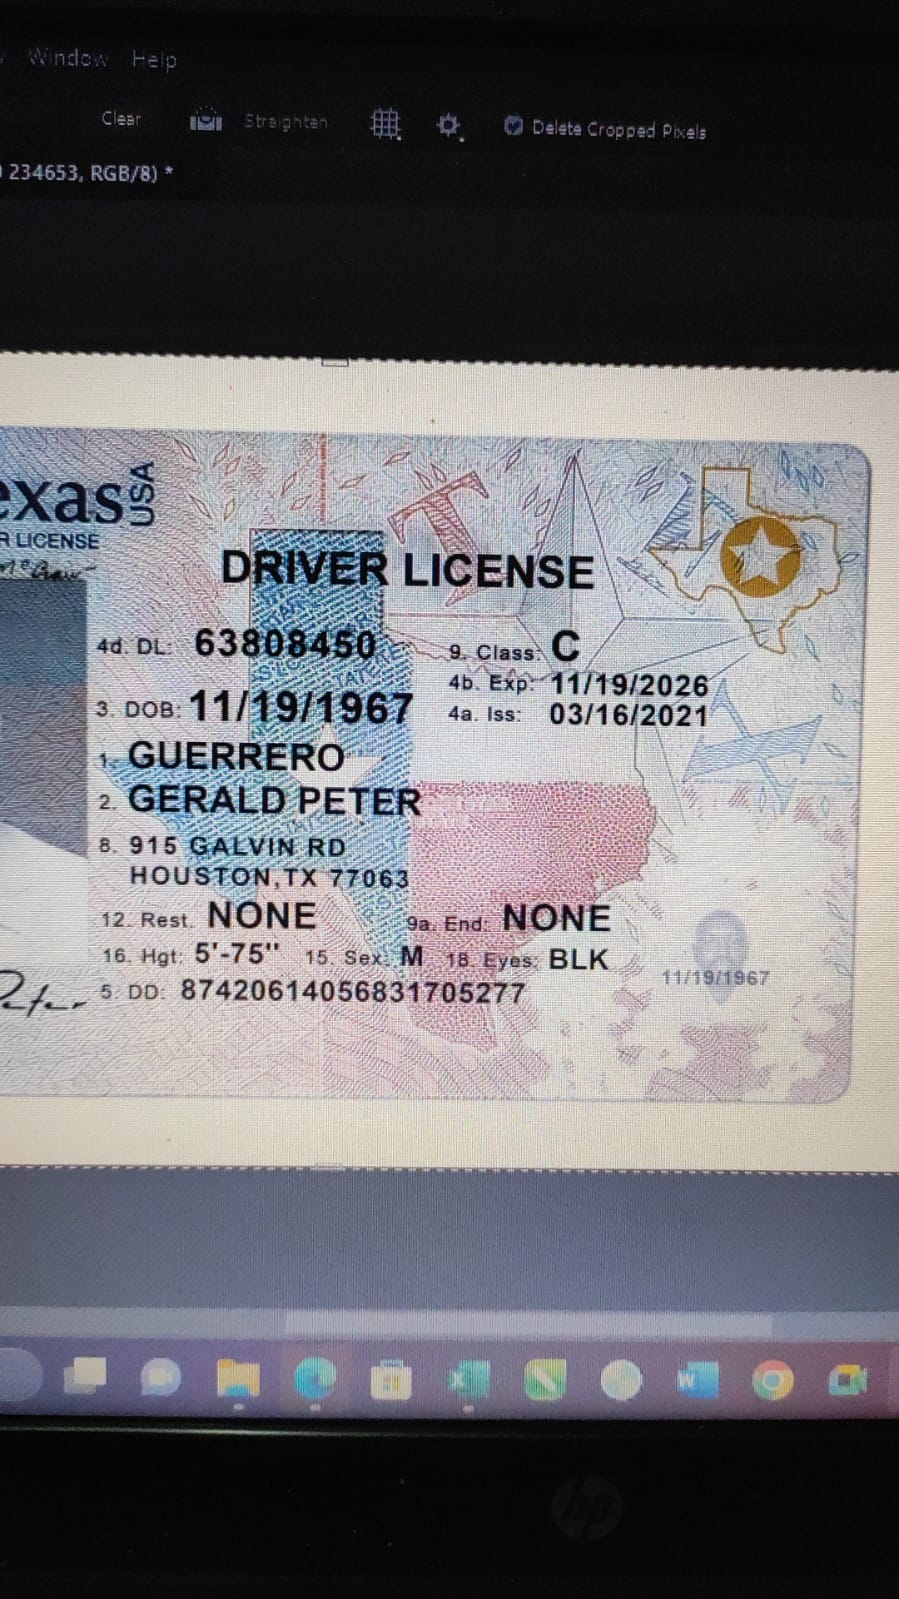 Window Help
Clear Straighten Delete Cropped Pixels
234653, RGB/8) *
exas USA
R LICENSE
DRIVER LICENSE
4d. DL: 63808450
9. Class: C
4b. Exp: 11/19/2026
3. DOB: 11/19/1967
4a. Iss: 03/16/2021
1. GUERRERO
2. GERALD PETER
8. 915 GALVIN RD
HOUSTON,TX 77063
12. Rest. NONE 9a. End: NONE
16. Hgt: 5'-75" 15. Sex: M 18. Eyes: BLK
11/19/1967
Peter
5. DD: 87420614056831705277
hp